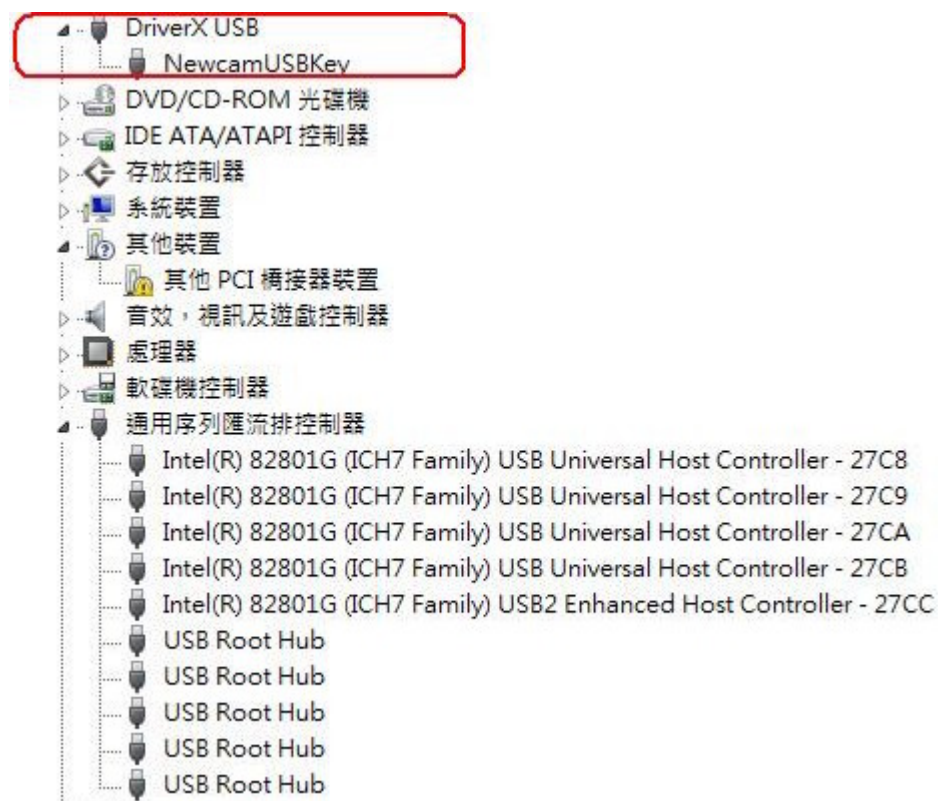 DriverX USB
NewcamUSBKey
DVD/CD-ROM 光碟機
IDE ATA/ATAPI 控制器
存放控制器
系統裝置
其他裝置
其他 PCI 橋接器裝置
音效，視訊及遊戲控制器
處理器
軟碟機控制器
通用序列匯流排控制器
Intel(R) 82801G (ICH7 Family) USB Universal Host Controller - 27C8
Intel(R) 82801G (ICH7 Family) USB Universal Host Controller - 27C9
Intel(R) 82801G (ICH7 Family) USB Universal Host Controller - 27CA
Intel(R) 82801G (ICH7 Family) USB Universal Host Controller - 27CB
Intel(R) 82801G (ICH7 Family) USB2 Enhanced Host Controller - 27CC
USB Root Hub
USB Root Hub
USB Root Hub
USB Root Hub
USB Root Hub